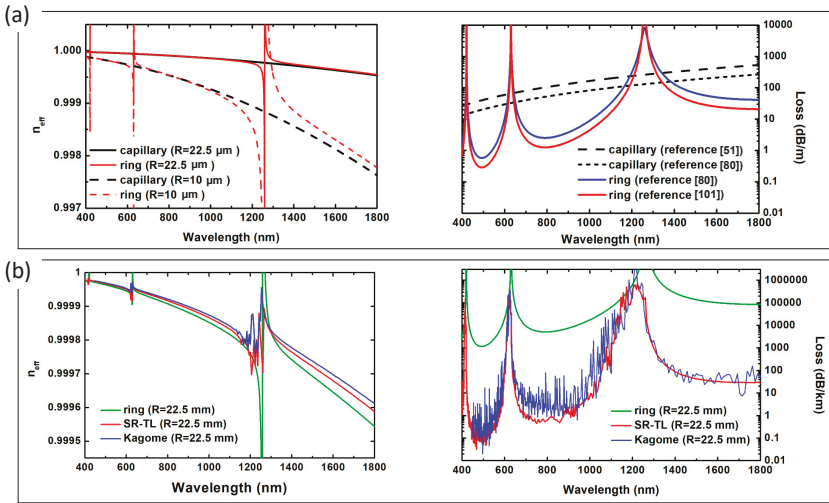 (a)
1.000
0.999
0.998
0.997
n_eff
capillary (R=22.5 µm )
ring (R=22.5 µm )
capillary (R=10 µm )
ring (R=10 µm )
400 600 800 1000 1200 1400 1600 1800
Wavelength (nm)
10000
1000
100
10
1
0.1
0.01
Loss (dB/m)
capillary (reference [51])
capillary (reference [80])
ring (reference [80])
ring (reference [101])
400 600 800 1000 1200 1400 1600 1800
Wavelength (nm)
(b)
1
0.9999
0.9998
0.9997
0.9996
0.9995
n_eff
ring (R=22.5 mm)
SR-TL (R=22.5 mm)
Kagome (R=22.5 mm)
400 600 800 1000 1200 1400 1600 1800
Wavelength (nm)
1000000
100000
10000
1000
100
10
1
0.1
0.01
Loss (dB/km)
ring (R=22.5 mm)
SR-TL (R=22.5 mm)
Kagome (R=22.5 mm)
400 600 800 1000 1200 1400 1600 1800
Wavelength (nm)